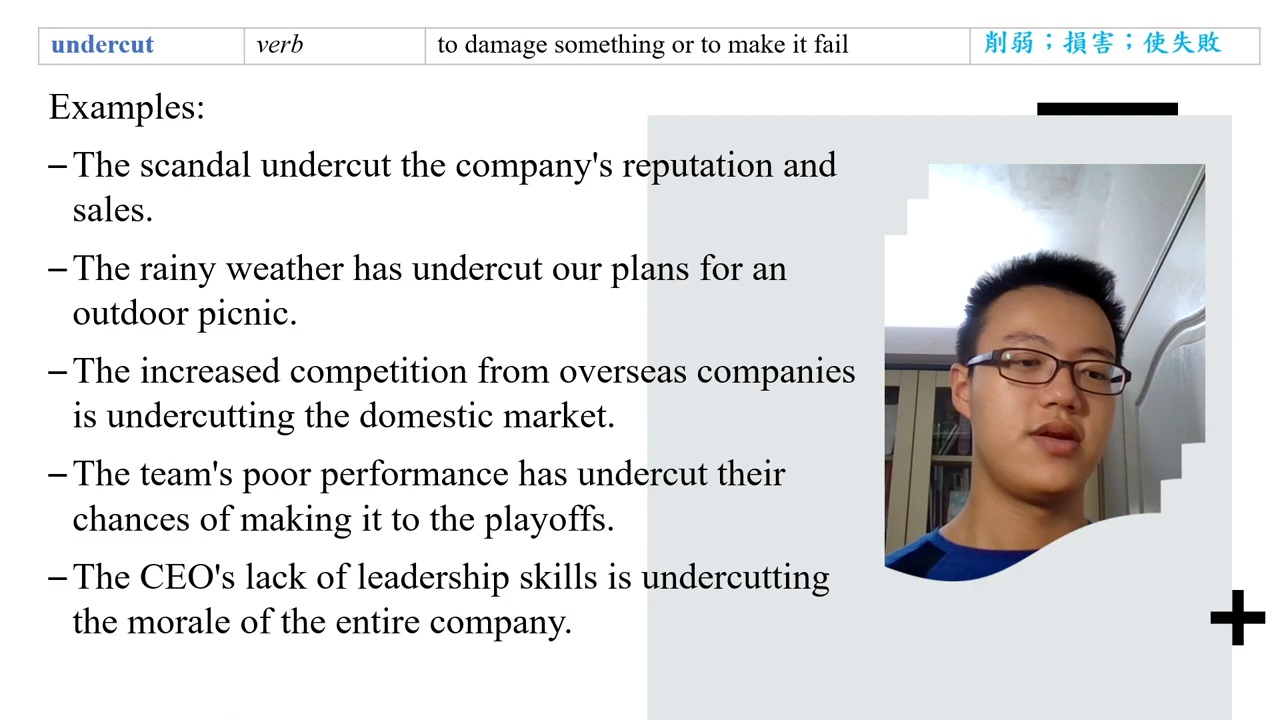 undercut verb to damage something or to make it fail 削弱；損害；使失敗
Examples:
–The scandal undercut the company's reputation and
sales.
–The rainy weather has undercut our plans for an
outdoor picnic.
–The increased competition from overseas companies
is undercutting the domestic market.
–The team's poor performance has undercut their
chances of making it to the playoffs.
–The CEO's lack of leadership skills is undercutting
the morale of the entire company.